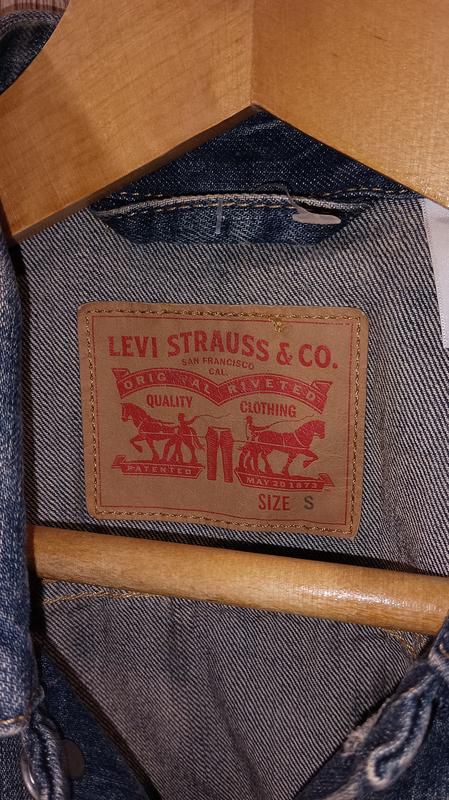 LEVI STRAUSS & CO.
SAN FRANCISCO
CAL.
ORIGINAL RIVETED
QUALITY CLOTHING
PATENTED MAY 20 1873
SIZE S